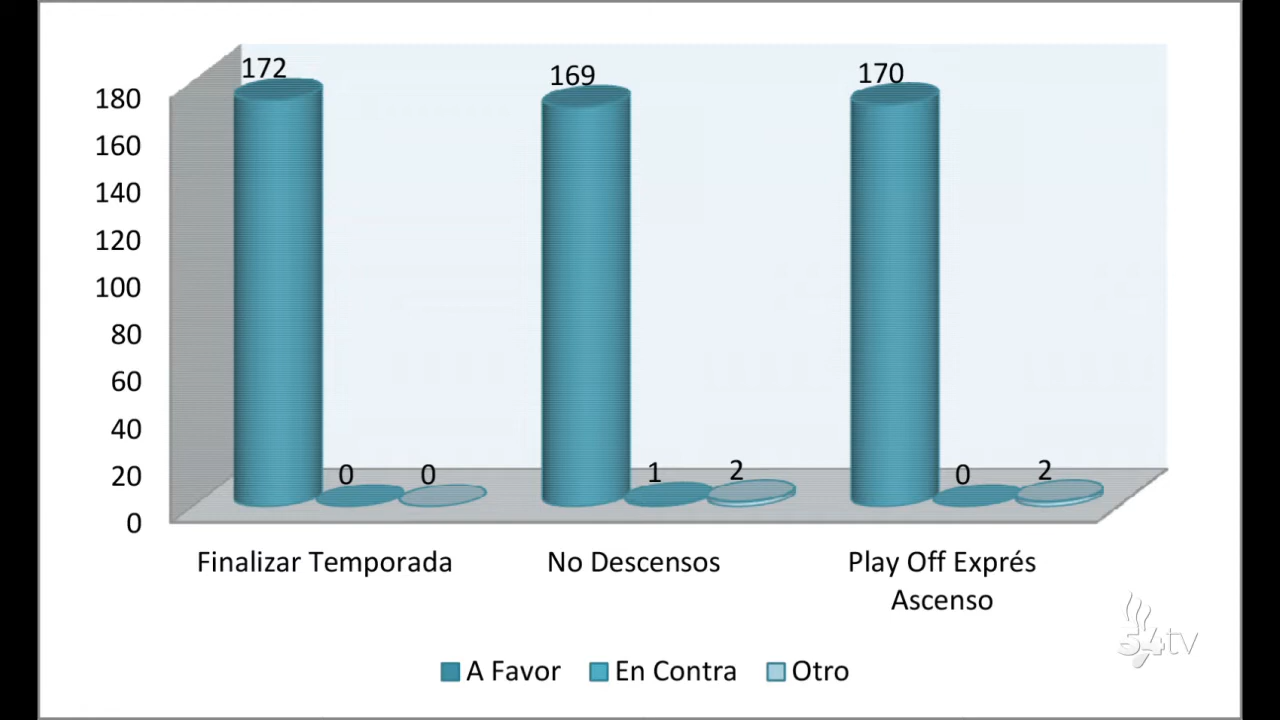 172
169
170
180
160
140
120
100
80
60
40
20
0
0
0
1
2
0
2
Finalizar Temporada
No Descensos
Play Off Exprés
Ascenso
A Favor
En Contra
Otro
54tv